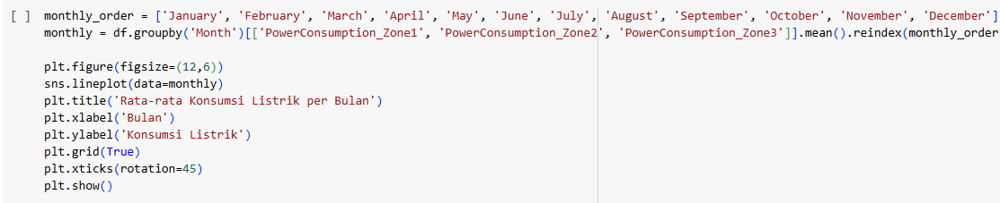 [ ] monthly_order = ['January', 'February', 'March', 'April', 'May', 'June', 'July', 'August', 'September', 'October', 'November', 'December']
monthly = df.groupby('Month')[['PowerConsumption_Zone1', 'PowerConsumption_Zone2', 'PowerConsumption_Zone3']].mean().reindex(monthly_order
plt.figure(figsize=(12,6))
sns.lineplot(data=monthly)
plt.title('Rata-rata Konsumsi Listrik per Bulan')
plt.xlabel('Bulan')
plt.ylabel('Konsumsi Listrik')
plt.grid(True)
plt.xticks(rotation=45)
plt.show()